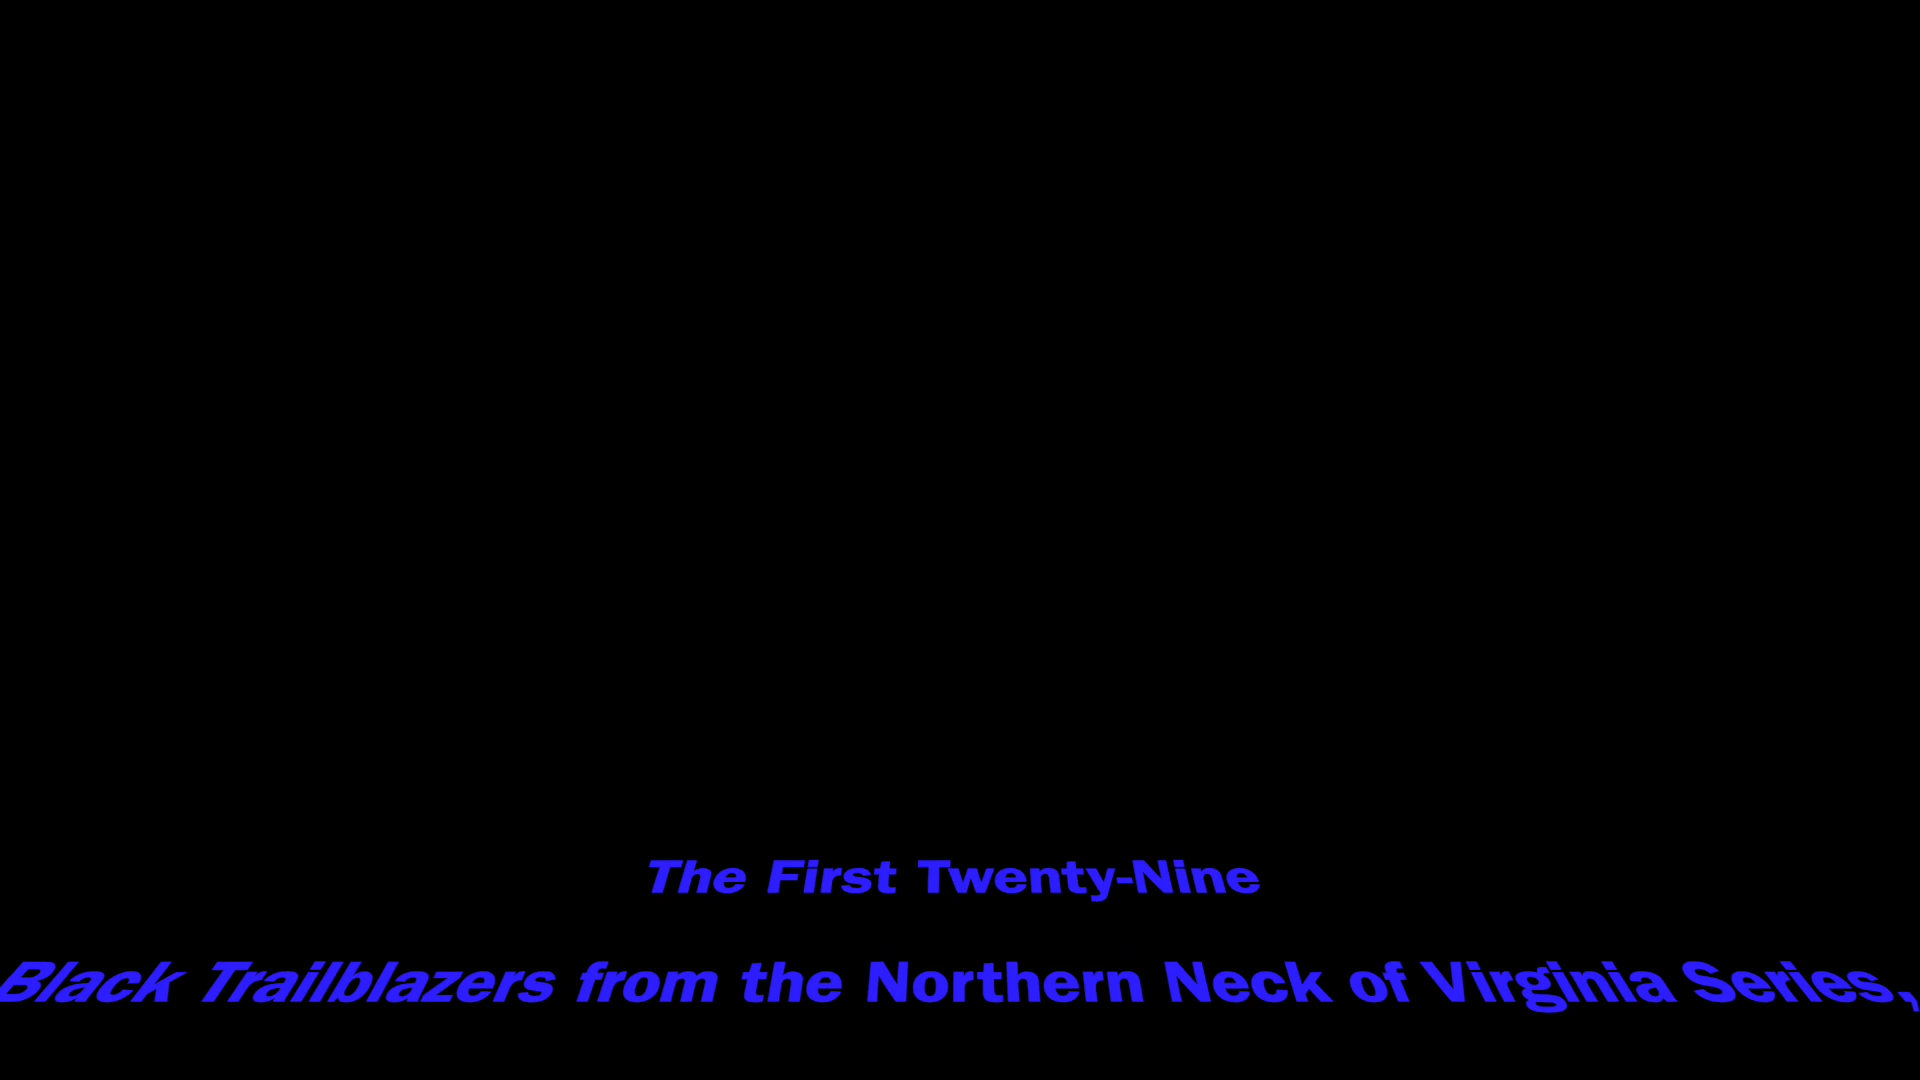 The First Twenty-Nine
Black Trailblazers from the Northern Neck of Virginia Series,